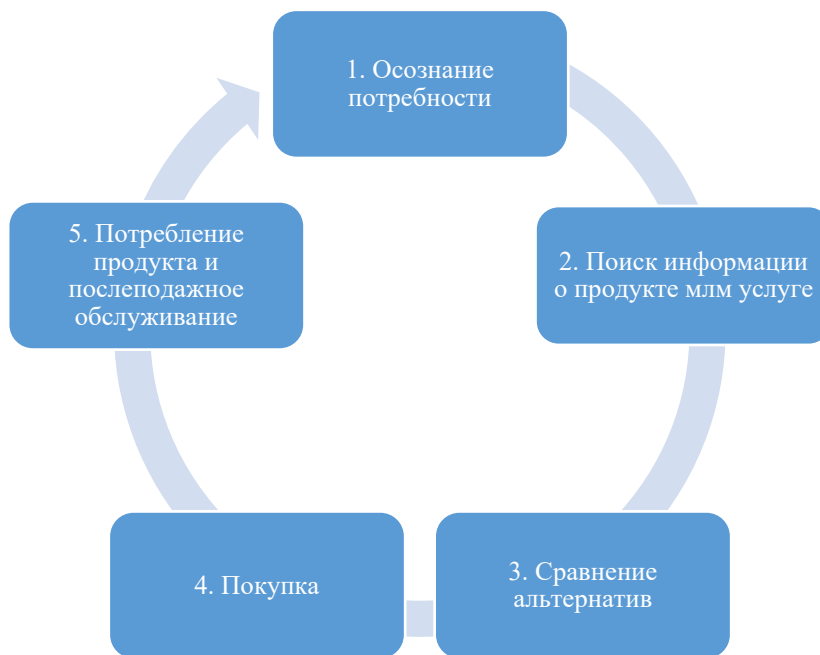 1. Осознание
потребности
2. Поиск информации
о продукте млм услуге
3. Сравнение
альтернатив
4. Покупка
5. Потребление
продукта и
послеподажное
обслуживание